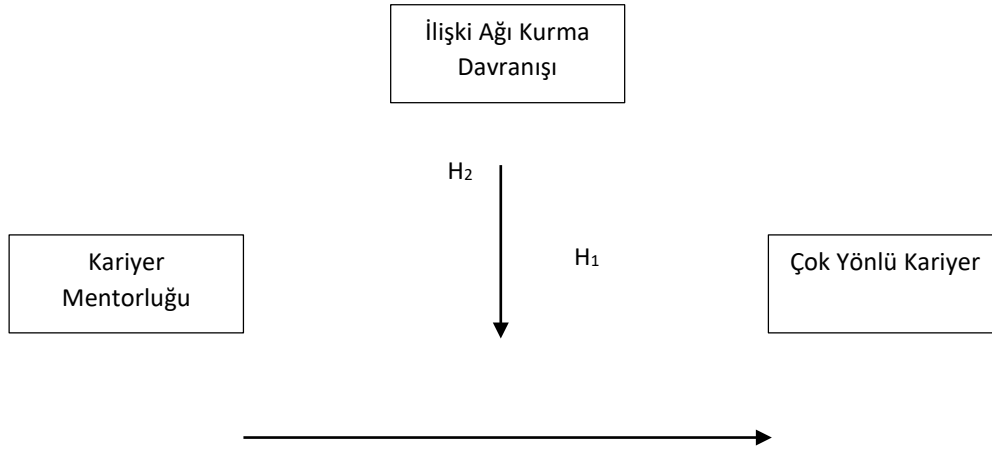 İlişki Ağı Kurma
Davranışı
H₂
H₁
Kariyer
Mentorluğu
Çok Yönlü Kariyer